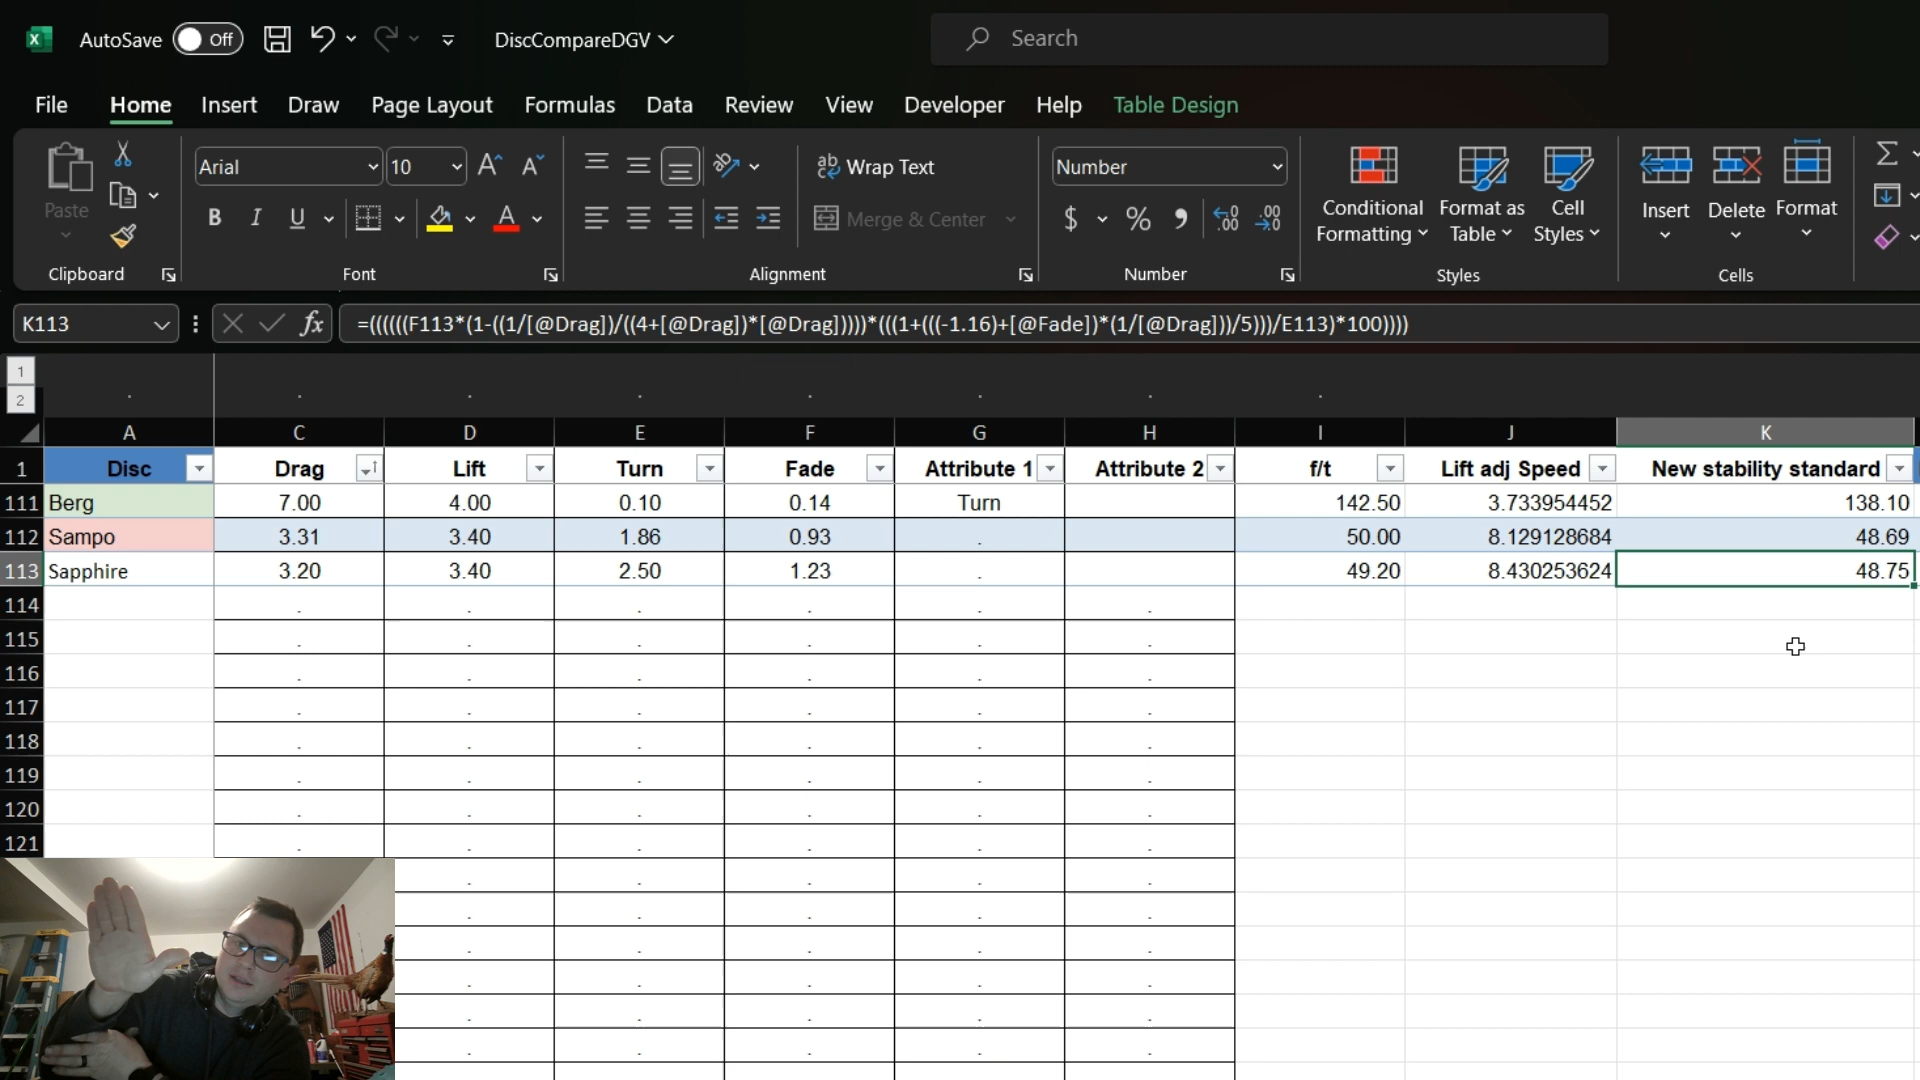 AutoSave Off DiscCompareDGV Search
File Home Insert Draw Page Layout Formulas Data Review View Developer Help Table Design
Paste
Clipboard
Arial 10
B I U
Font
Wrap Text
Merge & Center
Alignment
Number
$ % , .00
Number
Conditional Formatting
Format as Table
Cell Styles
Styles
Insert Delete Format
Cells
K113 fx =((((((F113*(1-((1/[@Drag])/((4+[@Drag])*[@Drag]))))*(((1+(((-1.16)+[@Fade])*(1/[@Drag]))/5)))/E113)*100))))
1
2
A C D E F G H I J K
1 Disc Drag Lift Turn Fade Attribute 1 Attribute 2 f/t Lift adj Speed New stability standard
111 Berg 7.00 4.00 0.10 0.14 Turn 142.50 3.733954452 138.10
112 Sampo 3.31 3.40 1.86 0.93 . 50.00 8.129128684 48.69
113 Sapphire 3.20 3.40 2.50 1.23 . 49.20 8.430253624 48.75
114
115
116
117
118
119
120
121